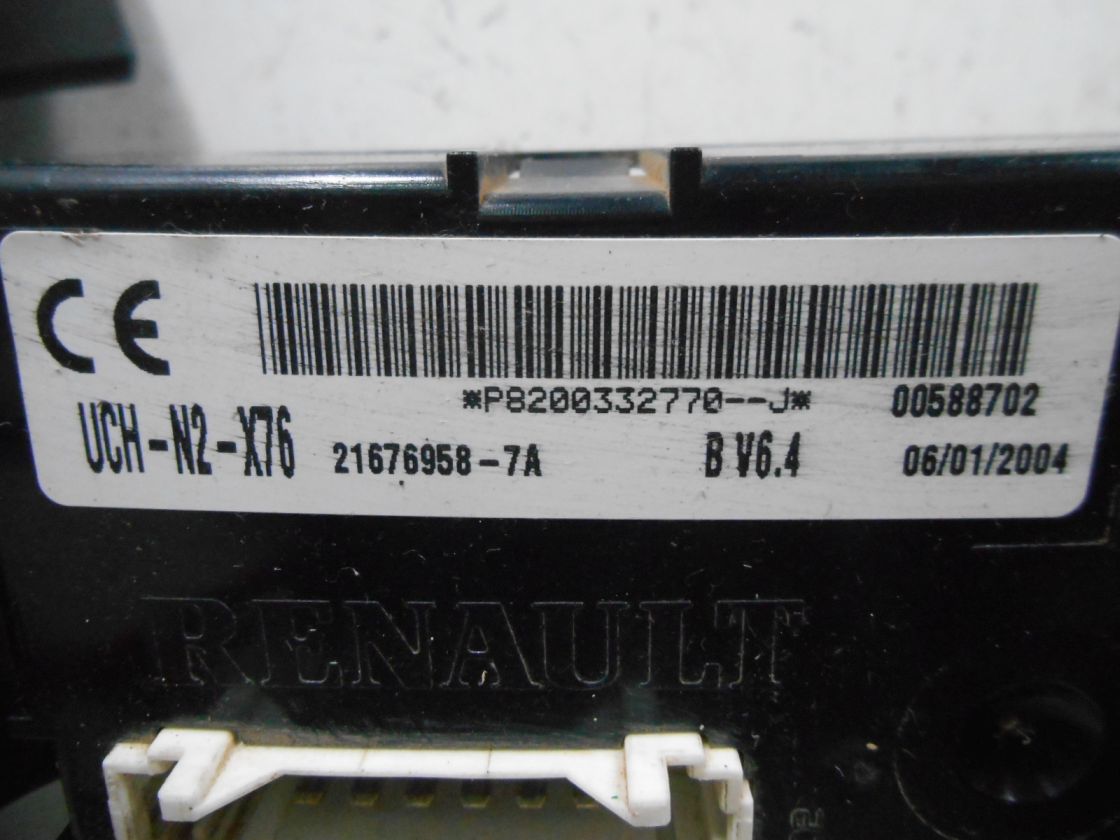 CE
*P8200332770--J* 00588702
UCH-N2-X76 21676958-7A B V6.4 06/01/2004
RENAULT